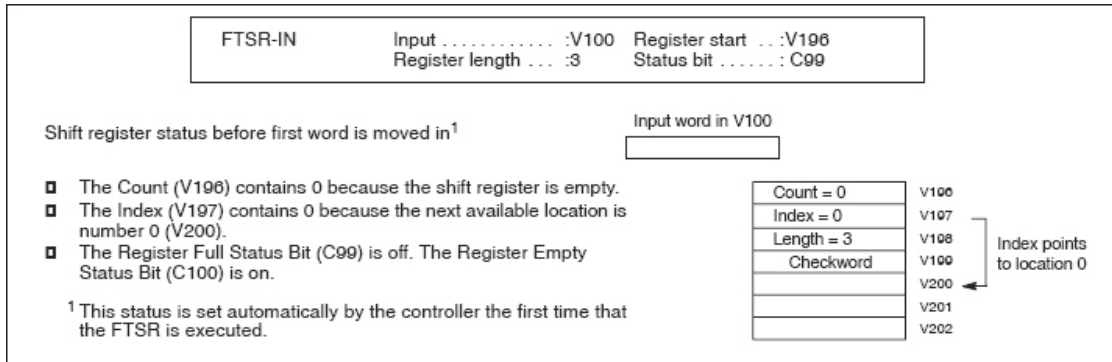 FTSR-IN Input . . . . . . . . . . . . :V100 Register start . . :V196
Register length . . . :3 Status bit . . . . . . : C99
Shift register status before first word is moved in1
Input word in V100
The Count (V196) contains 0 because the shift register is empty.
The Index (V197) contains 0 because the next available location is
number 0 (V200).
The Register Full Status Bit (C99) is off. The Register Empty
Status Bit (C100) is on.
1 This status is set automatically by the controller the first time that
the FTSR is executed.
Count = 0 V196
Index = 0 V197
Length = 3 V198
Checkword V199
V200
V201
V202
Index points
to location 0